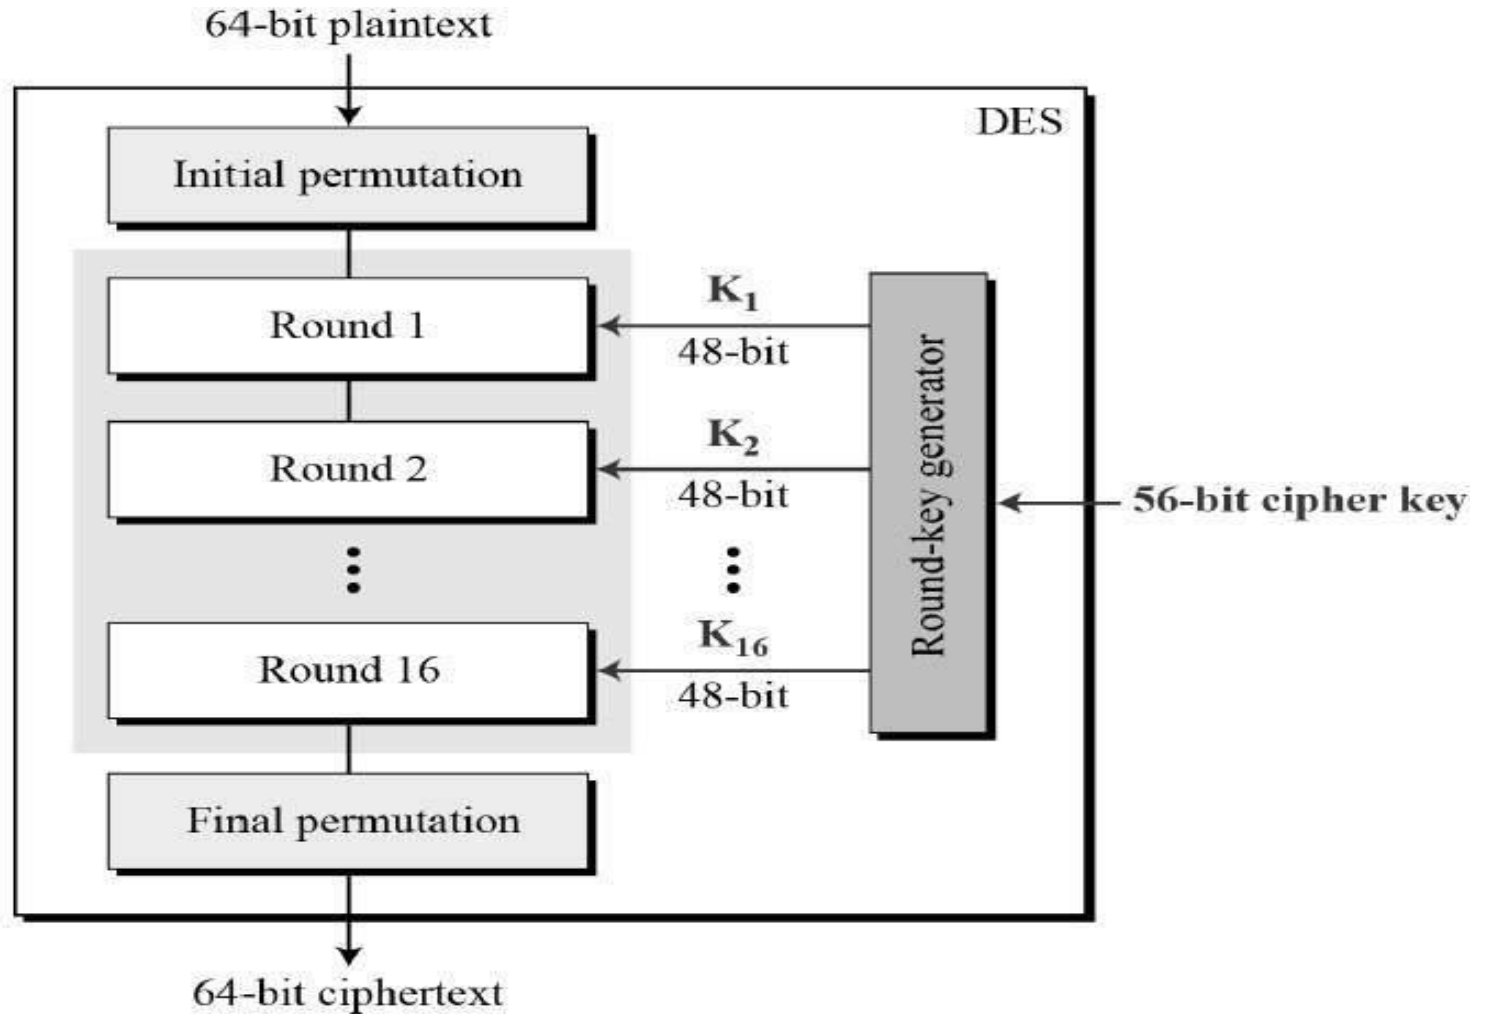 64-bit plaintext
DES
Initial permutation
K1
Round 1
48-bit
K2
Round 2
48-bit
Round-key generator
56-bit cipher key
K16
Round 16
48-bit
Final permutation
64-bit ciphertext